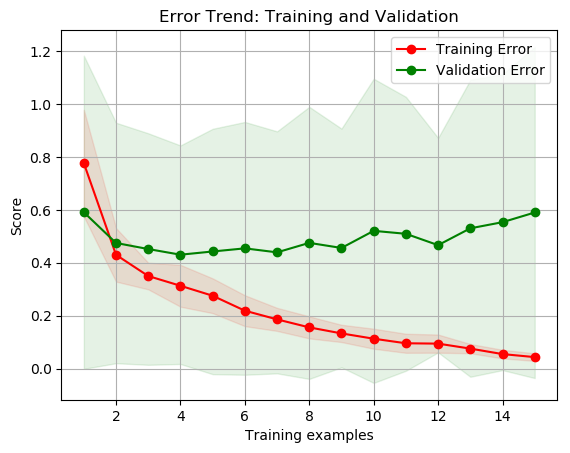 Error Trend: Training and Validation
Training Error
Validation Error
Score
1.2
1.0
0.8
0.6
0.4
0.2
0.0
2 4 6 8 10 12 14
Training examples